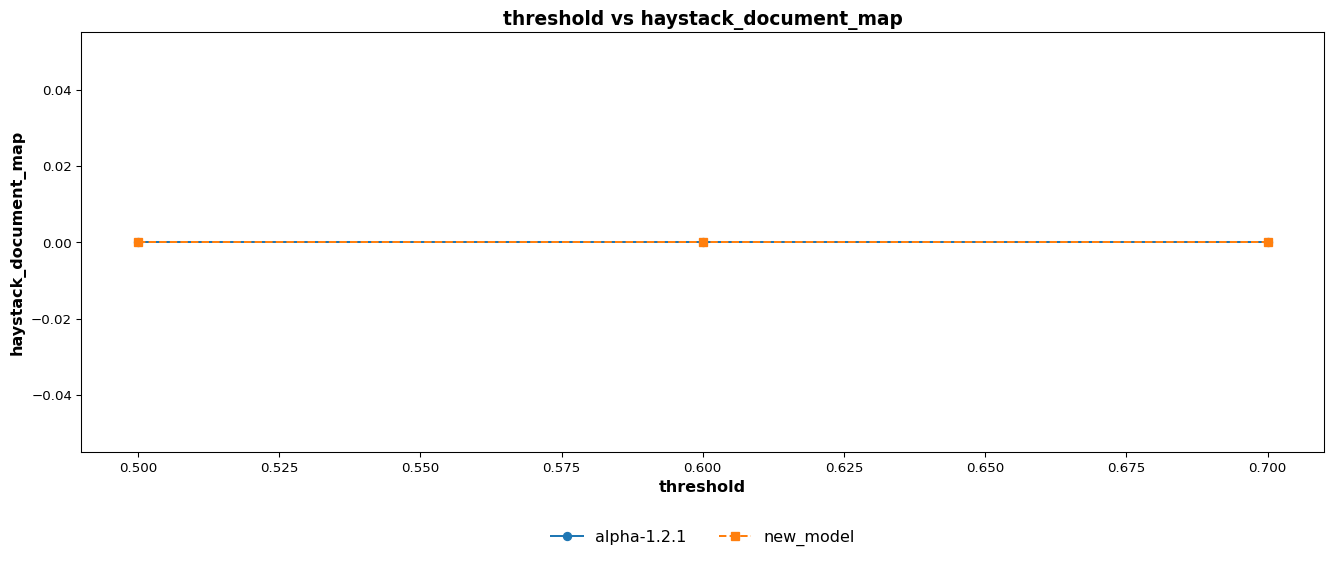 threshold vs haystack_document_map
haystack_document_map
0.04
0.02
0.00
−0.02
−0.04
0.500 0.525 0.550 0.575 0.600 0.625 0.650 0.675 0.700
threshold
alpha-1.2.1 new_model